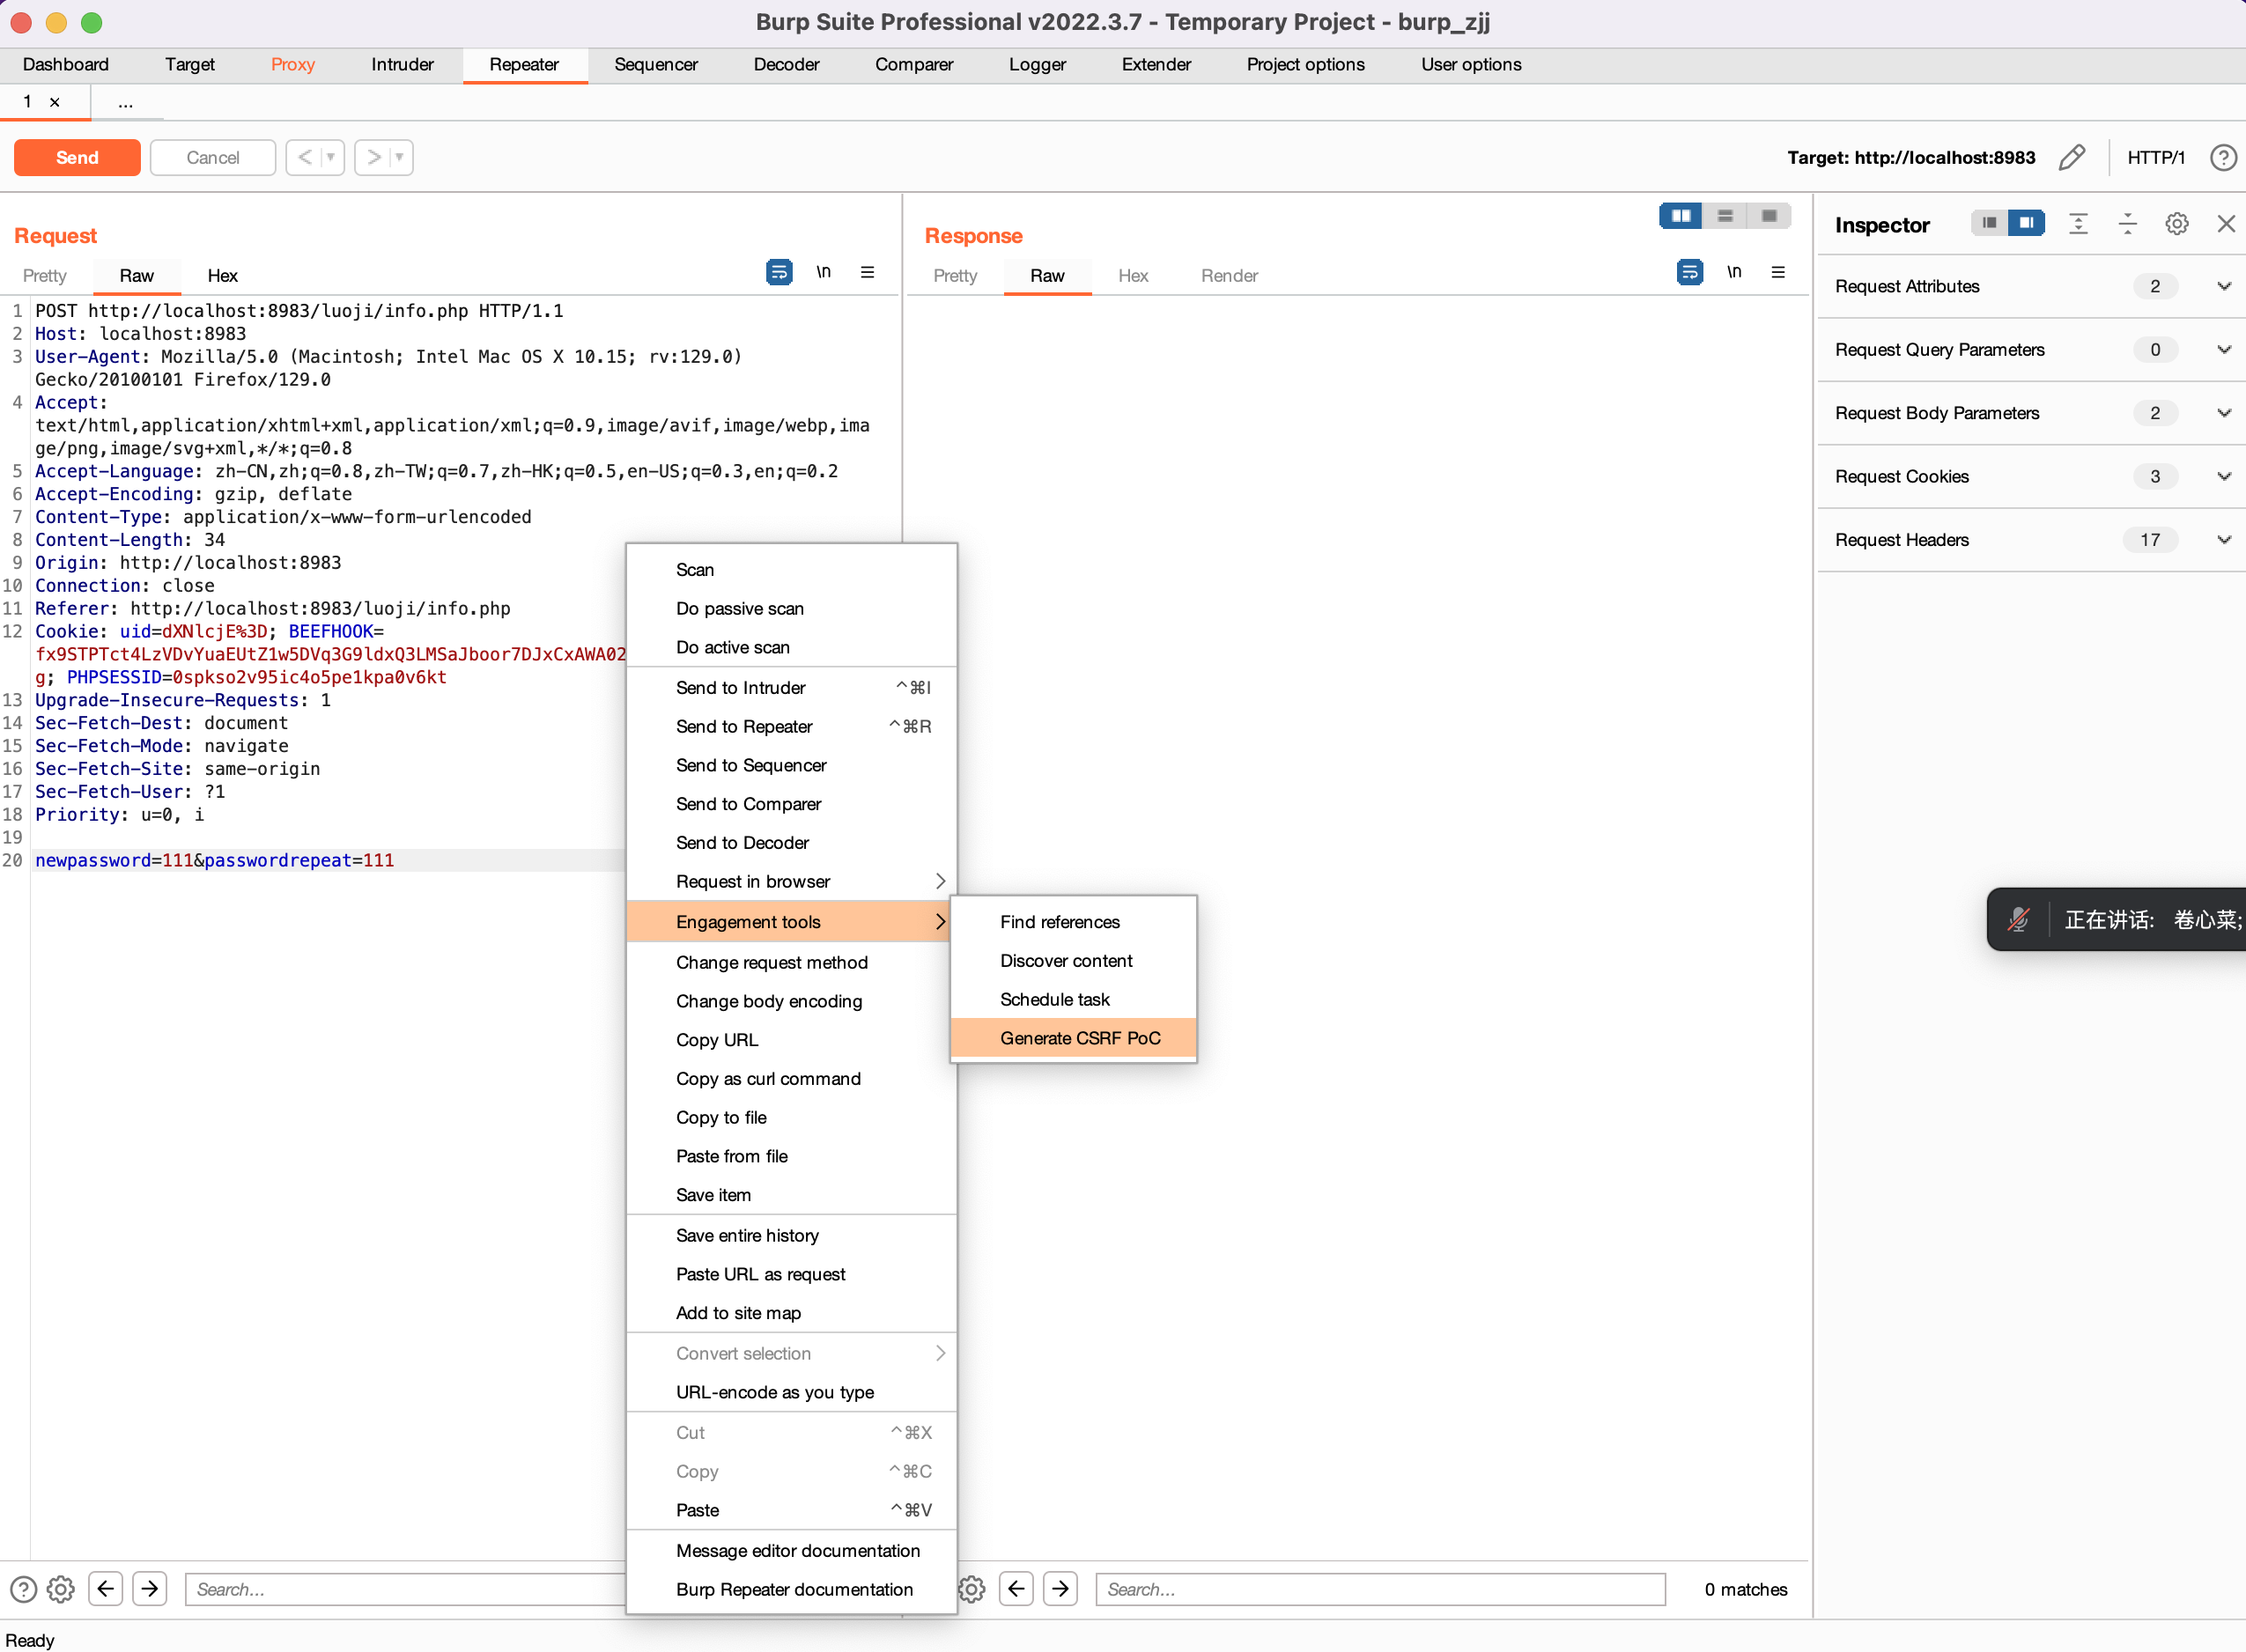 Burp Suite Professional v2022.3.7 - Temporary Project - burp_zjj
Dashboard Target Proxy Intruder Repeater Sequencer Decoder Comparer Logger Extender Project options User options
1 × ...
Send Cancel < > Target: http://localhost:8983 HTTP/1 ?
Request
Pretty Raw Hex \n
1 POST http://localhost:8983/luoji/info.php HTTP/1.1
2 Host: localhost:8983
3 User-Agent: Mozilla/5.0 (Macintosh; Intel Mac OS X 10.15; rv:129.0)
Gecko/20100101 Firefox/129.0
4 Accept:
text/html,application/xhtml+xml,application/xml;q=0.9,image/avif,image/webp,ima
ge/png,image/svg+xml,*/*;q=0.8
5 Accept-Language: zh-CN,zh;q=0.8,zh-TW;q=0.7,zh-HK;q=0.5,en-US;q=0.3,en;q=0.2
6 Accept-Encoding: gzip, deflate
7 Content-Type: application/x-www-form-urlencoded
8 Content-Length: 34
9 Origin: http://localhost:8983
10 Connection: close
11 Referer: http://localhost:8983/luoji/info.php
12 Cookie: uid=dXNlcjE%3D; BEEFHOOK=
fx9STPTct4LzVDvYuaEUtZ1w5DVq3G9ldxQ3LMSaJboor7DJxCxAWA02
g; PHPSESSID=0spkso2v95ic4o5pe1kpa0v6kt
13 Upgrade-Insecure-Requests: 1
14 Sec-Fetch-Dest: document
15 Sec-Fetch-Mode: navigate
16 Sec-Fetch-Site: same-origin
17 Sec-Fetch-User: ?1
18 Priority: u=0, i
19
20 newpassword=111&passwordrepeat=111
Scan
Do passive scan
Do active scan
Send to Intruder ^⌘I
Send to Repeater ^⌘R
Send to Sequencer
Send to Comparer
Send to Decoder
Request in browser
Engagement tools
Change request method
Change body encoding
Copy URL
Copy as curl command
Copy to file
Paste from file
Save item
Save entire history
Paste URL as request
Add to site map
Convert selection
URL-encode as you type
Cut ^⌘X
Copy ^⌘C
Paste ^⌘V
Message editor documentation
Burp Repeater documentation
Find references
Discover content
Schedule task
Generate CSRF PoC
Response
Pretty Raw Hex Render \n
Inspector
Request Attributes 2
Request Query Parameters 0
Request Body Parameters 2
Request Cookies 3
Request Headers 17
正在讲话: 卷心菜;
? Search...
Search... 0 matches
Ready